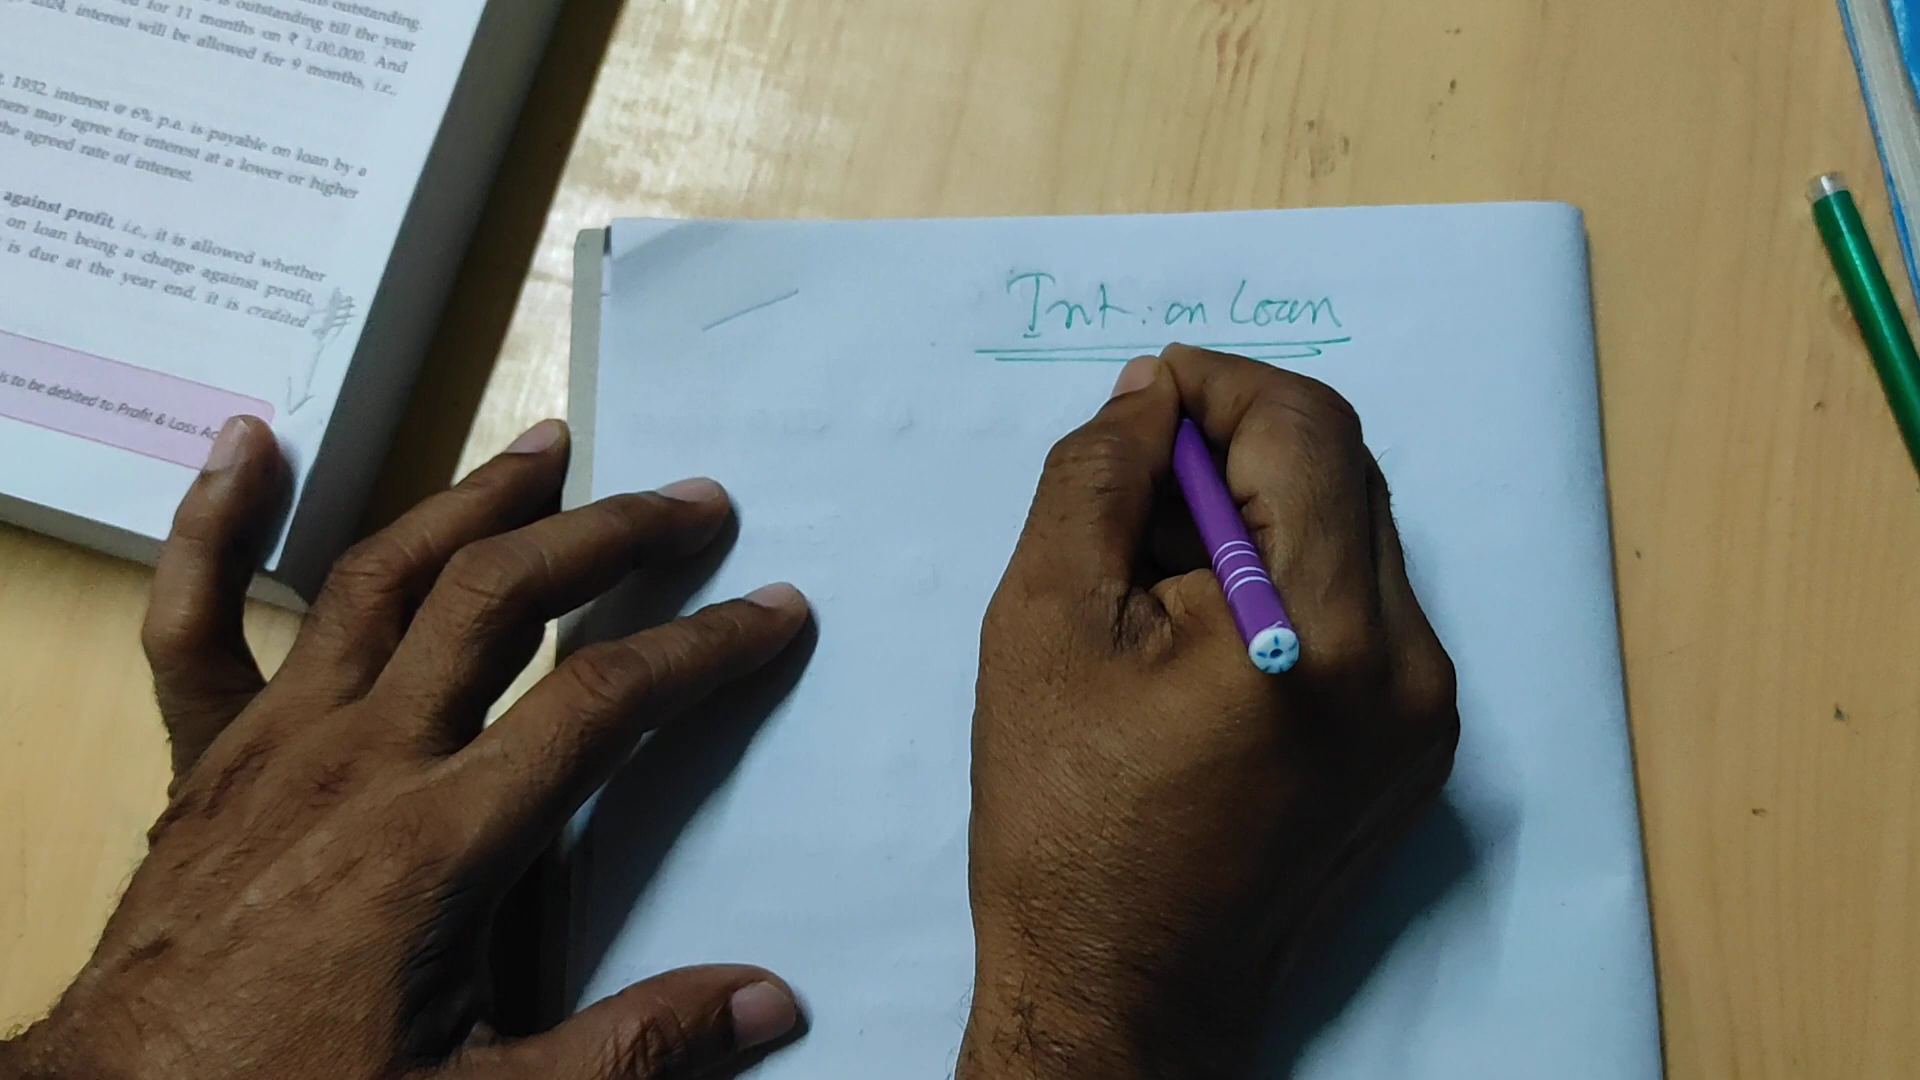 outstanding.
is outstanding till the year
for 11 months on ₹ 1,00,000. And
2024, interest will be allowed for 9 months, i.e.,
1932, interest @ 6% p.a. is payable on loan by a
may agree for interest at a lower or higher
the agreed rate of interest.
against profit, i.e., it is allowed whether
on loan being a charge against profit,
is due at the year end, it is credited
is to be debited to Profit & Loss
Int: on Loan